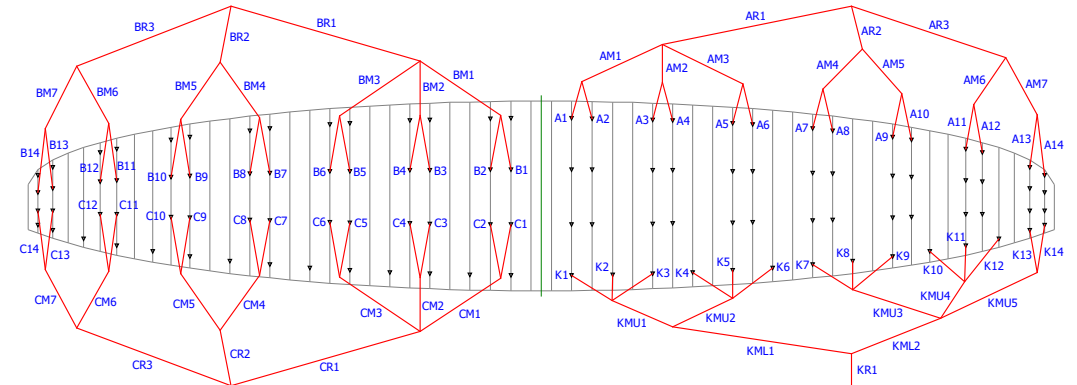 BR3 BR1 AR1 AR3
BR2 AR2
AM1 AM2 AM3 AM4 AM5
BM7 BM6 BM5 BM4 BM3 BM2 BM1 AM6 AM7
A1 A2 A3 A4 A5 A6 A7 A8 A9 A10 A11 A12 A13 A14
B14 B13 B12 B11 B10 B9 B8 B7 B6 B5 B4 B3 B2 B1
C14 C13 C12 C11 C10 C9 C8 C7 C6 C5 C4 C3 C2 C1
K1 K2 K3 K4 K5 K6 K7 K8 K9 K10 K11 K12 K13 K14
CM7 CM6 CM5 CM4 CM3 CM2 CM1 KMU1 KMU2 KMU3 KMU4 KMU5
CR3 CR2 CR1 KML1 KML2
KR1